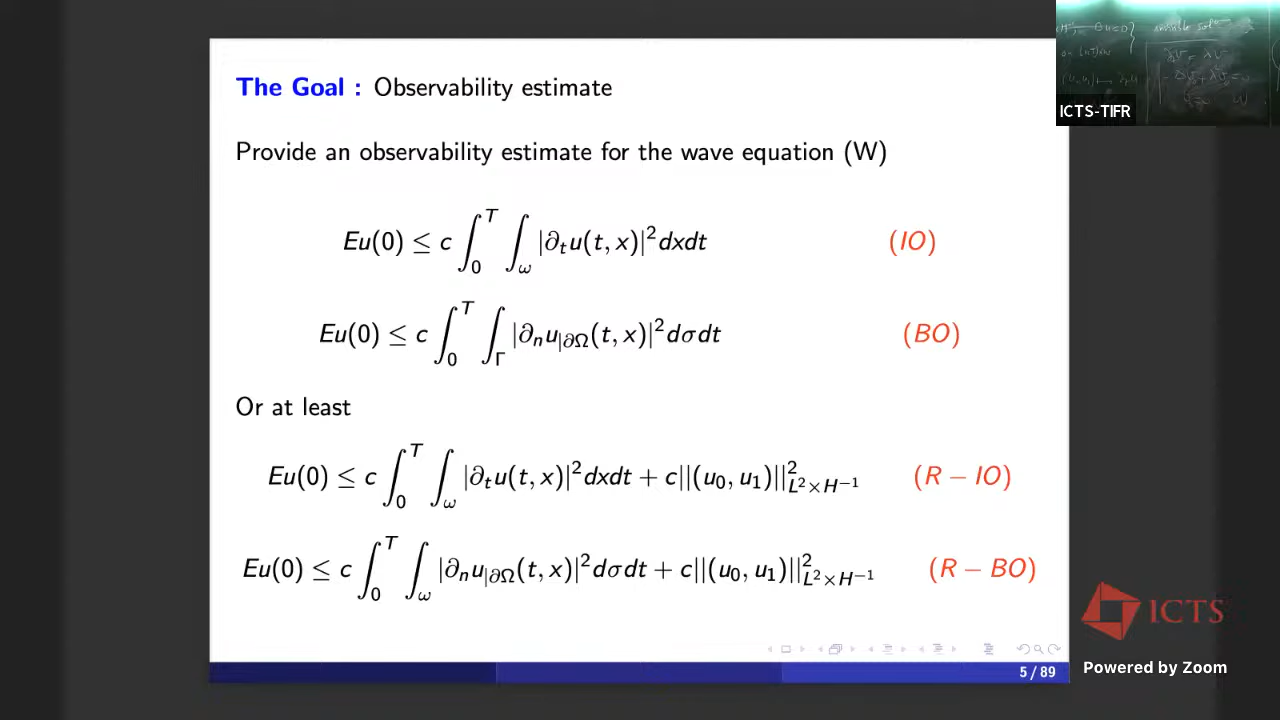 The Goal : Observability estimate
Provide an observability estimate for the wave equation (W)
Eu(0) ≤ c ∫_0^T ∫_ω |∂_t u(t, x)|^2 dxdt (IO)
Eu(0) ≤ c ∫_0^T ∫_Γ |∂_n u_{|∂Ω}(t, x)|^2 dσdt (BO)
Or at least
Eu(0) ≤ c ∫_0^T ∫_ω |∂_t u(t, x)|^2 dxdt + c||(u_0, u_1)||^2_{L^2×H^{-1}} (R − IO)
Eu(0) ≤ c ∫_0^T ∫_ω |∂_n u_{|∂Ω}(t, x)|^2 dσdt + c||(u_0, u_1)||^2_{L^2×H^{-1}} (R − BO)
5 / 89
ICTS-TIFR
ICTS
Powered by Zoom